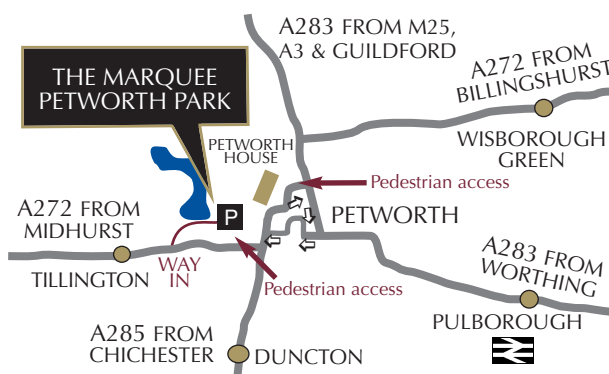 A283 FROM M25,
A3 & GUILDFORD
THE MARQUEE
PETWORTH PARK
A272 FROM
BILLINGSHURST
WISBOROUGH
GREEN
PETWORTH
HOUSE
Pedestrian access
P
PETWORTH
A272 FROM
MIDHURST
TILLINGTON
WAY
IN
Pedestrian access
A283 FROM
WORTHING
PULBOROUGH
A285 FROM
CHICHESTER
DUNCTON